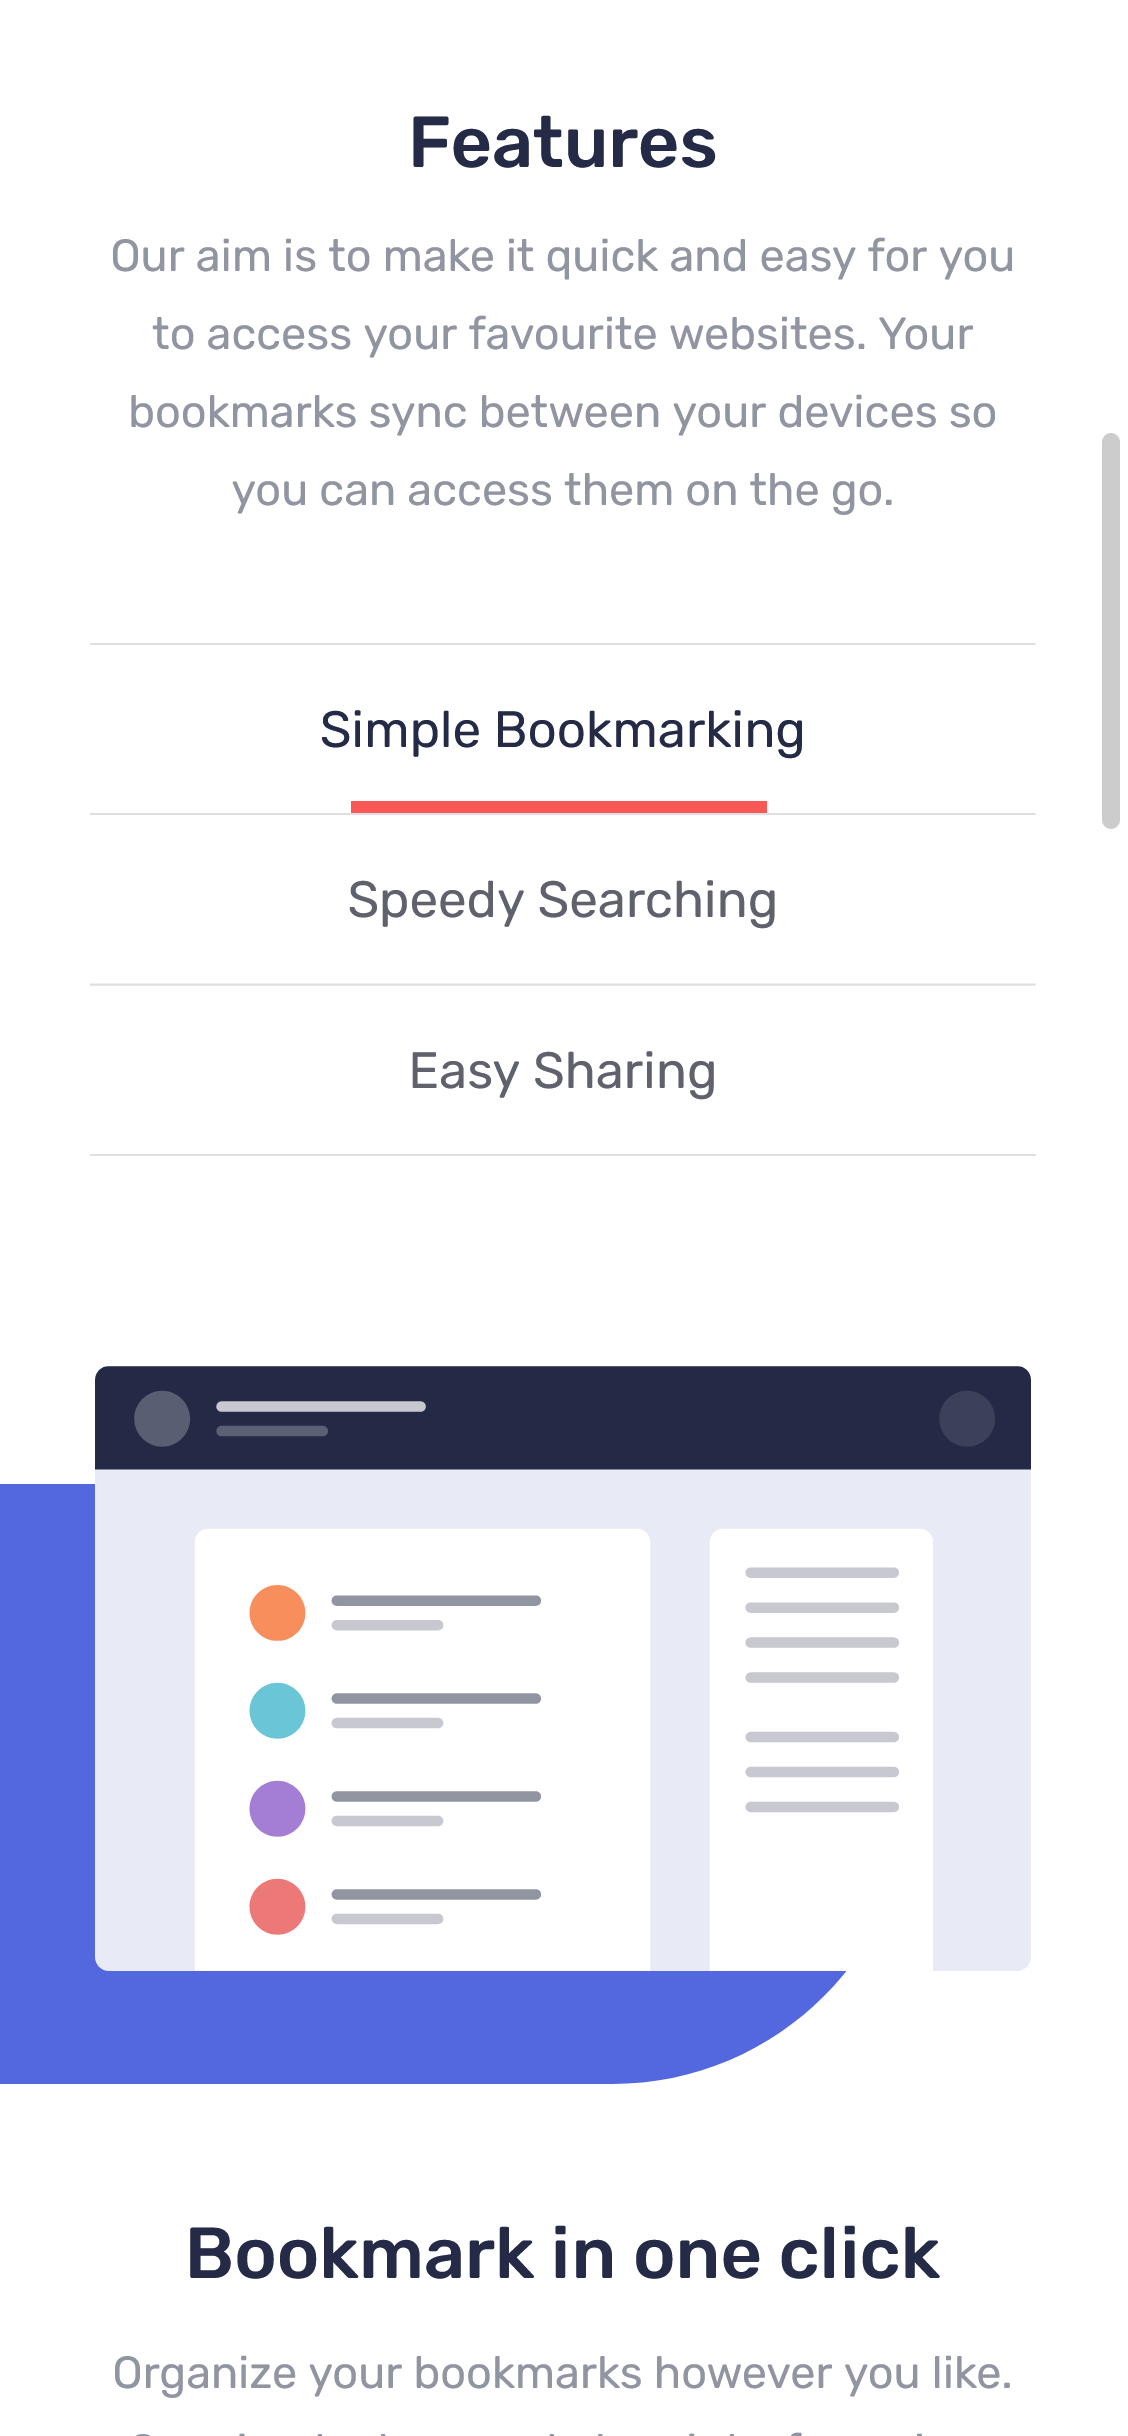 Features
Our aim is to make it quick and easy for you
to access your favourite websites. Your
bookmarks sync between your devices so
you can access them on the go.
Simple Bookmarking
Speedy Searching
Easy Sharing
Bookmark in one click
Organize your bookmarks however you like.